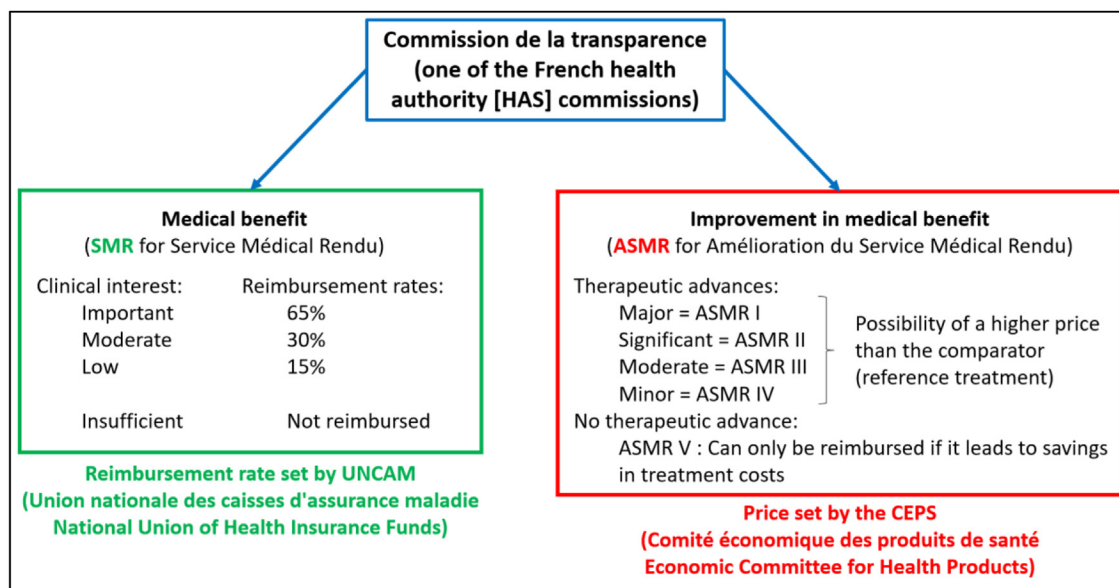 Commission de la transparence
(one of the French health
authority [HAS] commissions)
Medical benefit
(SMR for Service Médical Rendu)
Clinical interest: Reimbursement rates:
Important 65%
Moderate 30%
Low 15%
Insufficient Not reimbursed
Reimbursement rate set by UNCAM
(Union nationale des caisses d'assurance maladie
National Union of Health Insurance Funds)
Improvement in medical benefit
(ASMR for Amélioration du Service Médical Rendu)
Therapeutic advances:
Major = ASMR I
Significant = ASMR II
Moderate = ASMR III
Minor = ASMR IV
Possibility of a higher price
than the comparator
(reference treatment)
No therapeutic advance:
ASMR V : Can only be reimbursed if it leads to savings
in treatment costs
Price set by the CEPS
(Comité économique des produits de santé
Economic Committee for Health Products)